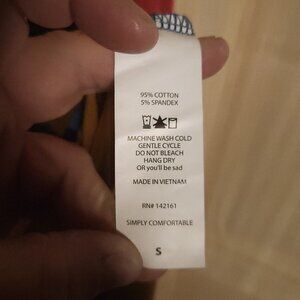 95% COTTON
5% SPANDEX
MACHINE WASH COLD
GENTLE CYCLE
DO NOT BLEACH
HANG DRY
OR you'll be sad
MADE IN VIETNAM
RN# 142161
SIMPLY COMFORTABLE
S